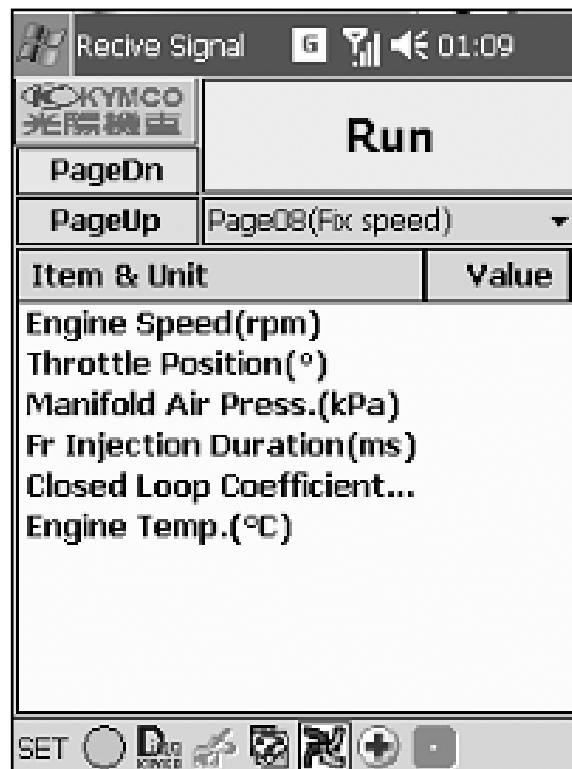 Recive Signal G 01:09
KYMCO
光陽機車
Run
PageDn
PageUp Page08(Fix speed)
Item & Unit Value
Engine Speed(rpm)
Throttle Position(°)
Manifold Air Press.(kPa)
Fr Injection Duration(ms)
Closed Loop Coefficient...
Engine Temp.(°C)
SET